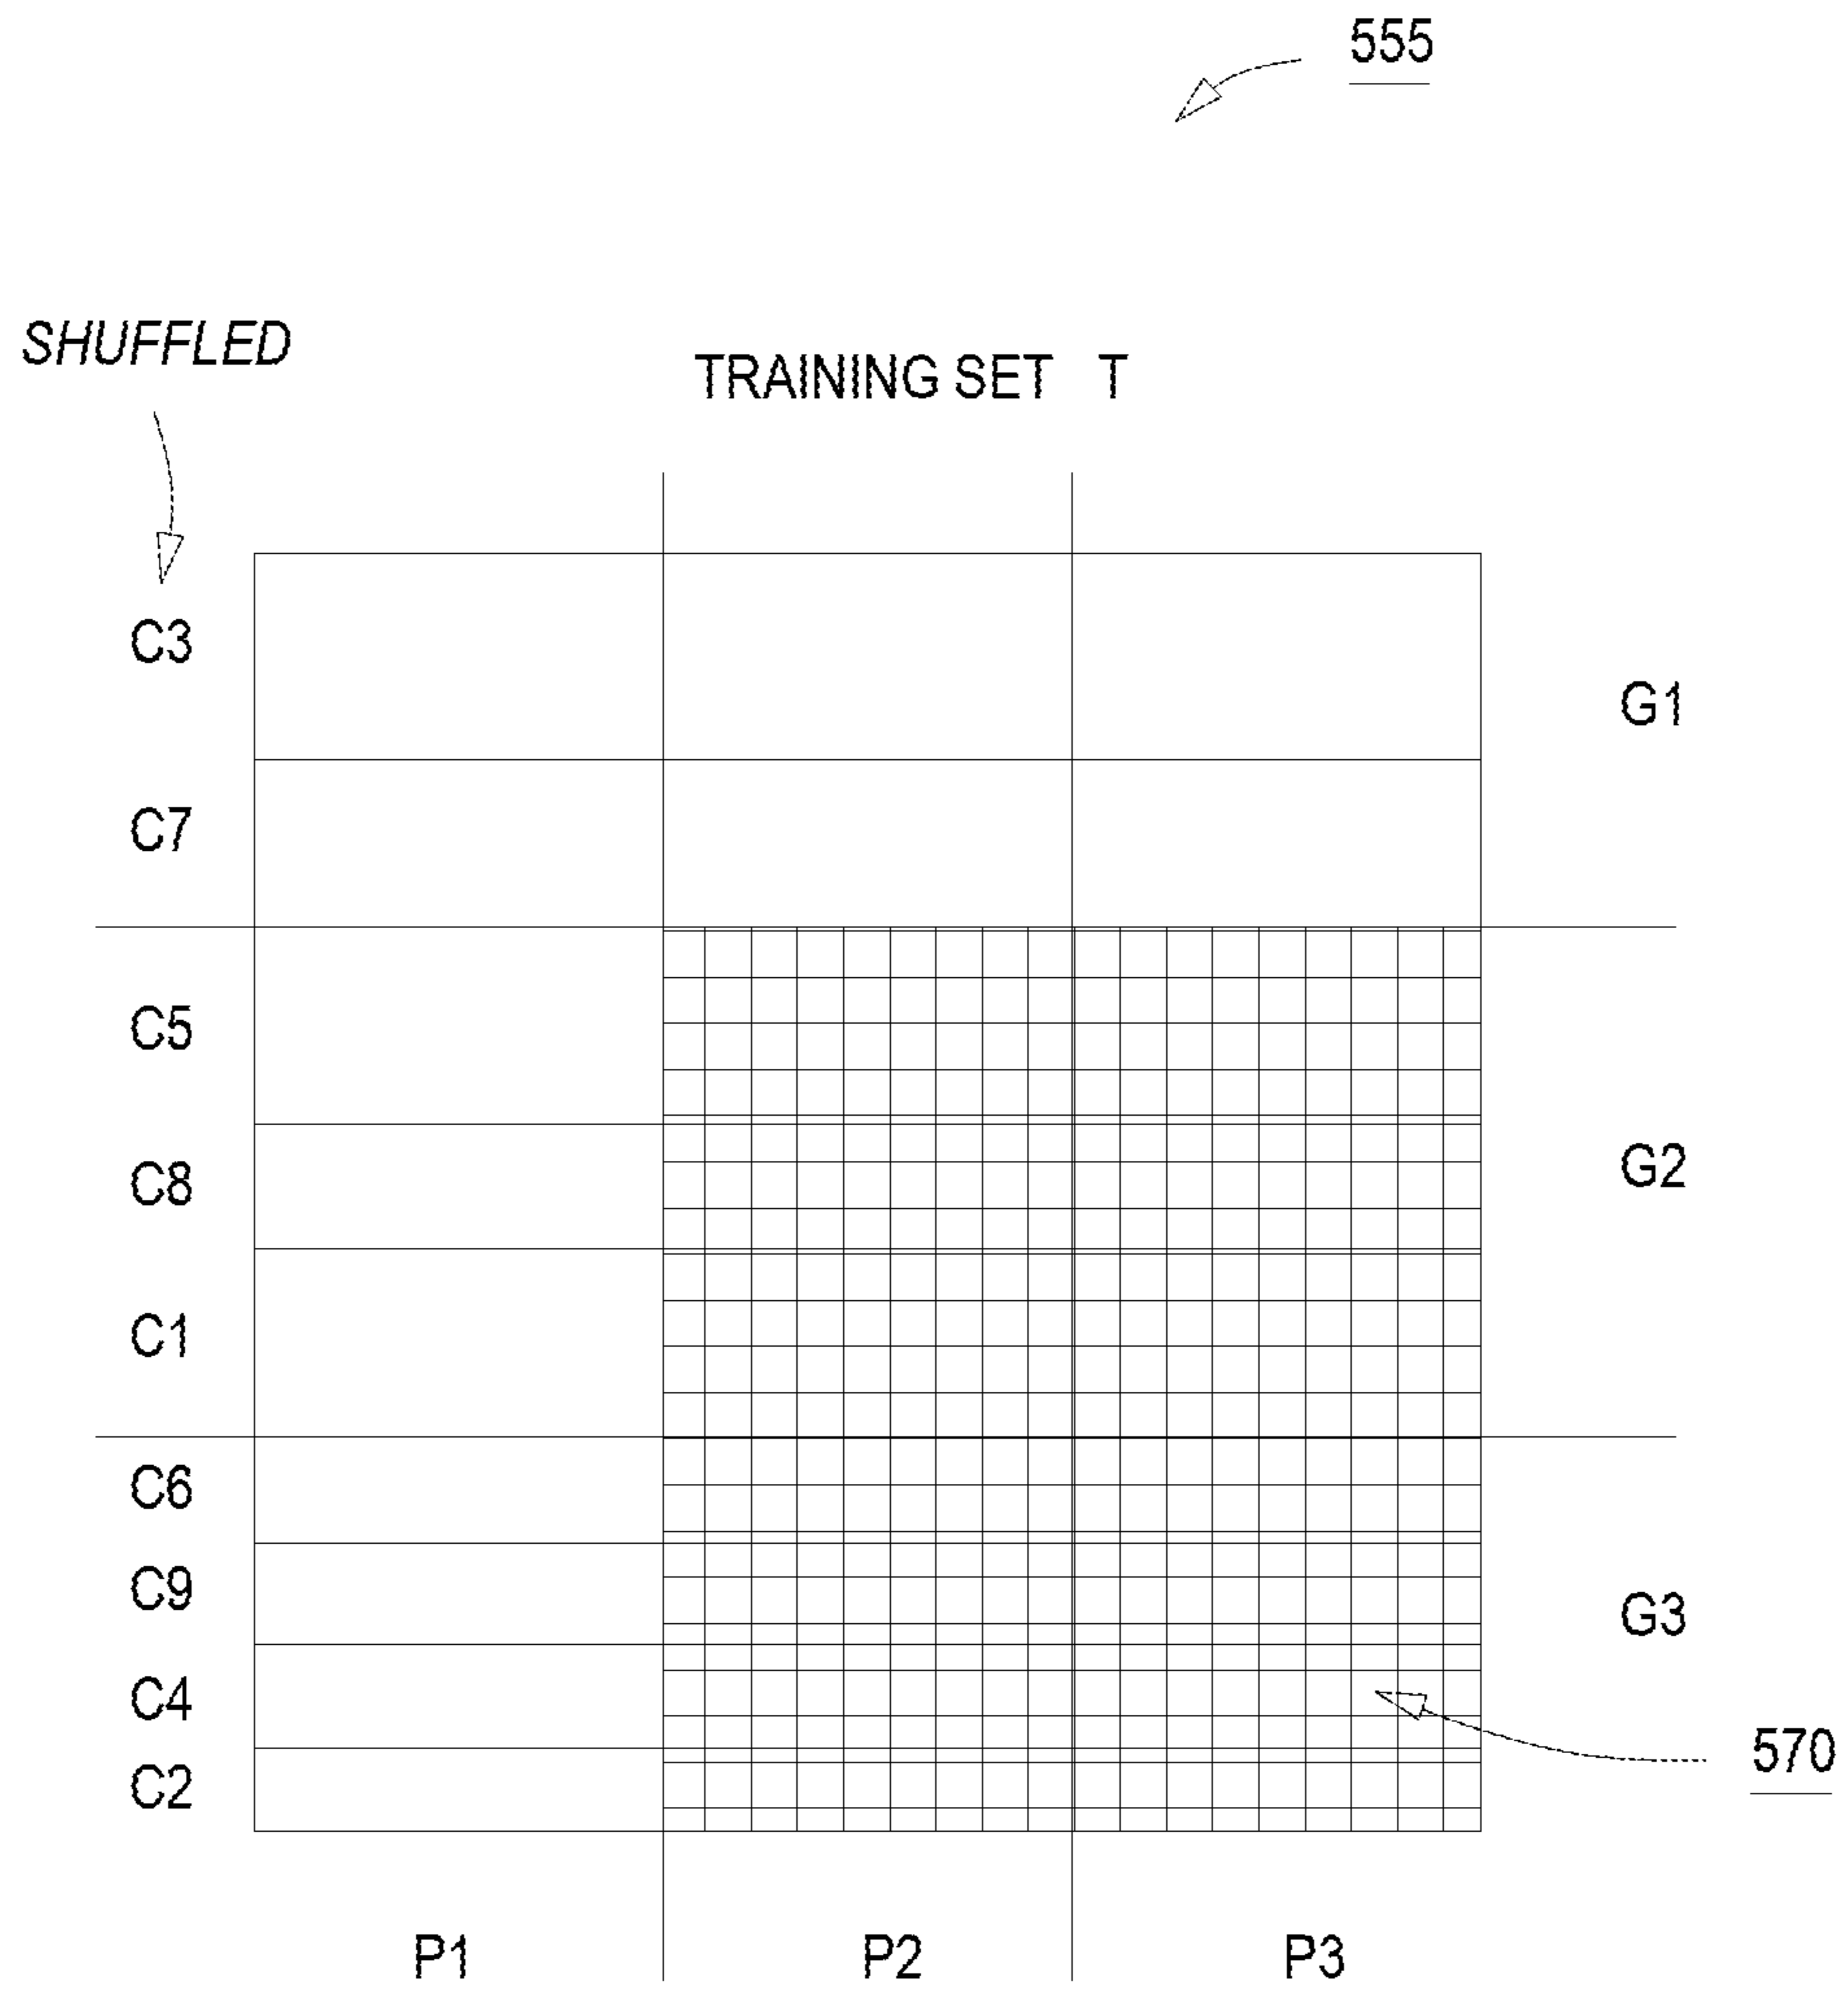 555
SHUFFLED
TRAINING SET T
C3
G1
C7
C5
C8
G2
C1
C6
C9
G3
C4
570
C2
P1 P2 P3